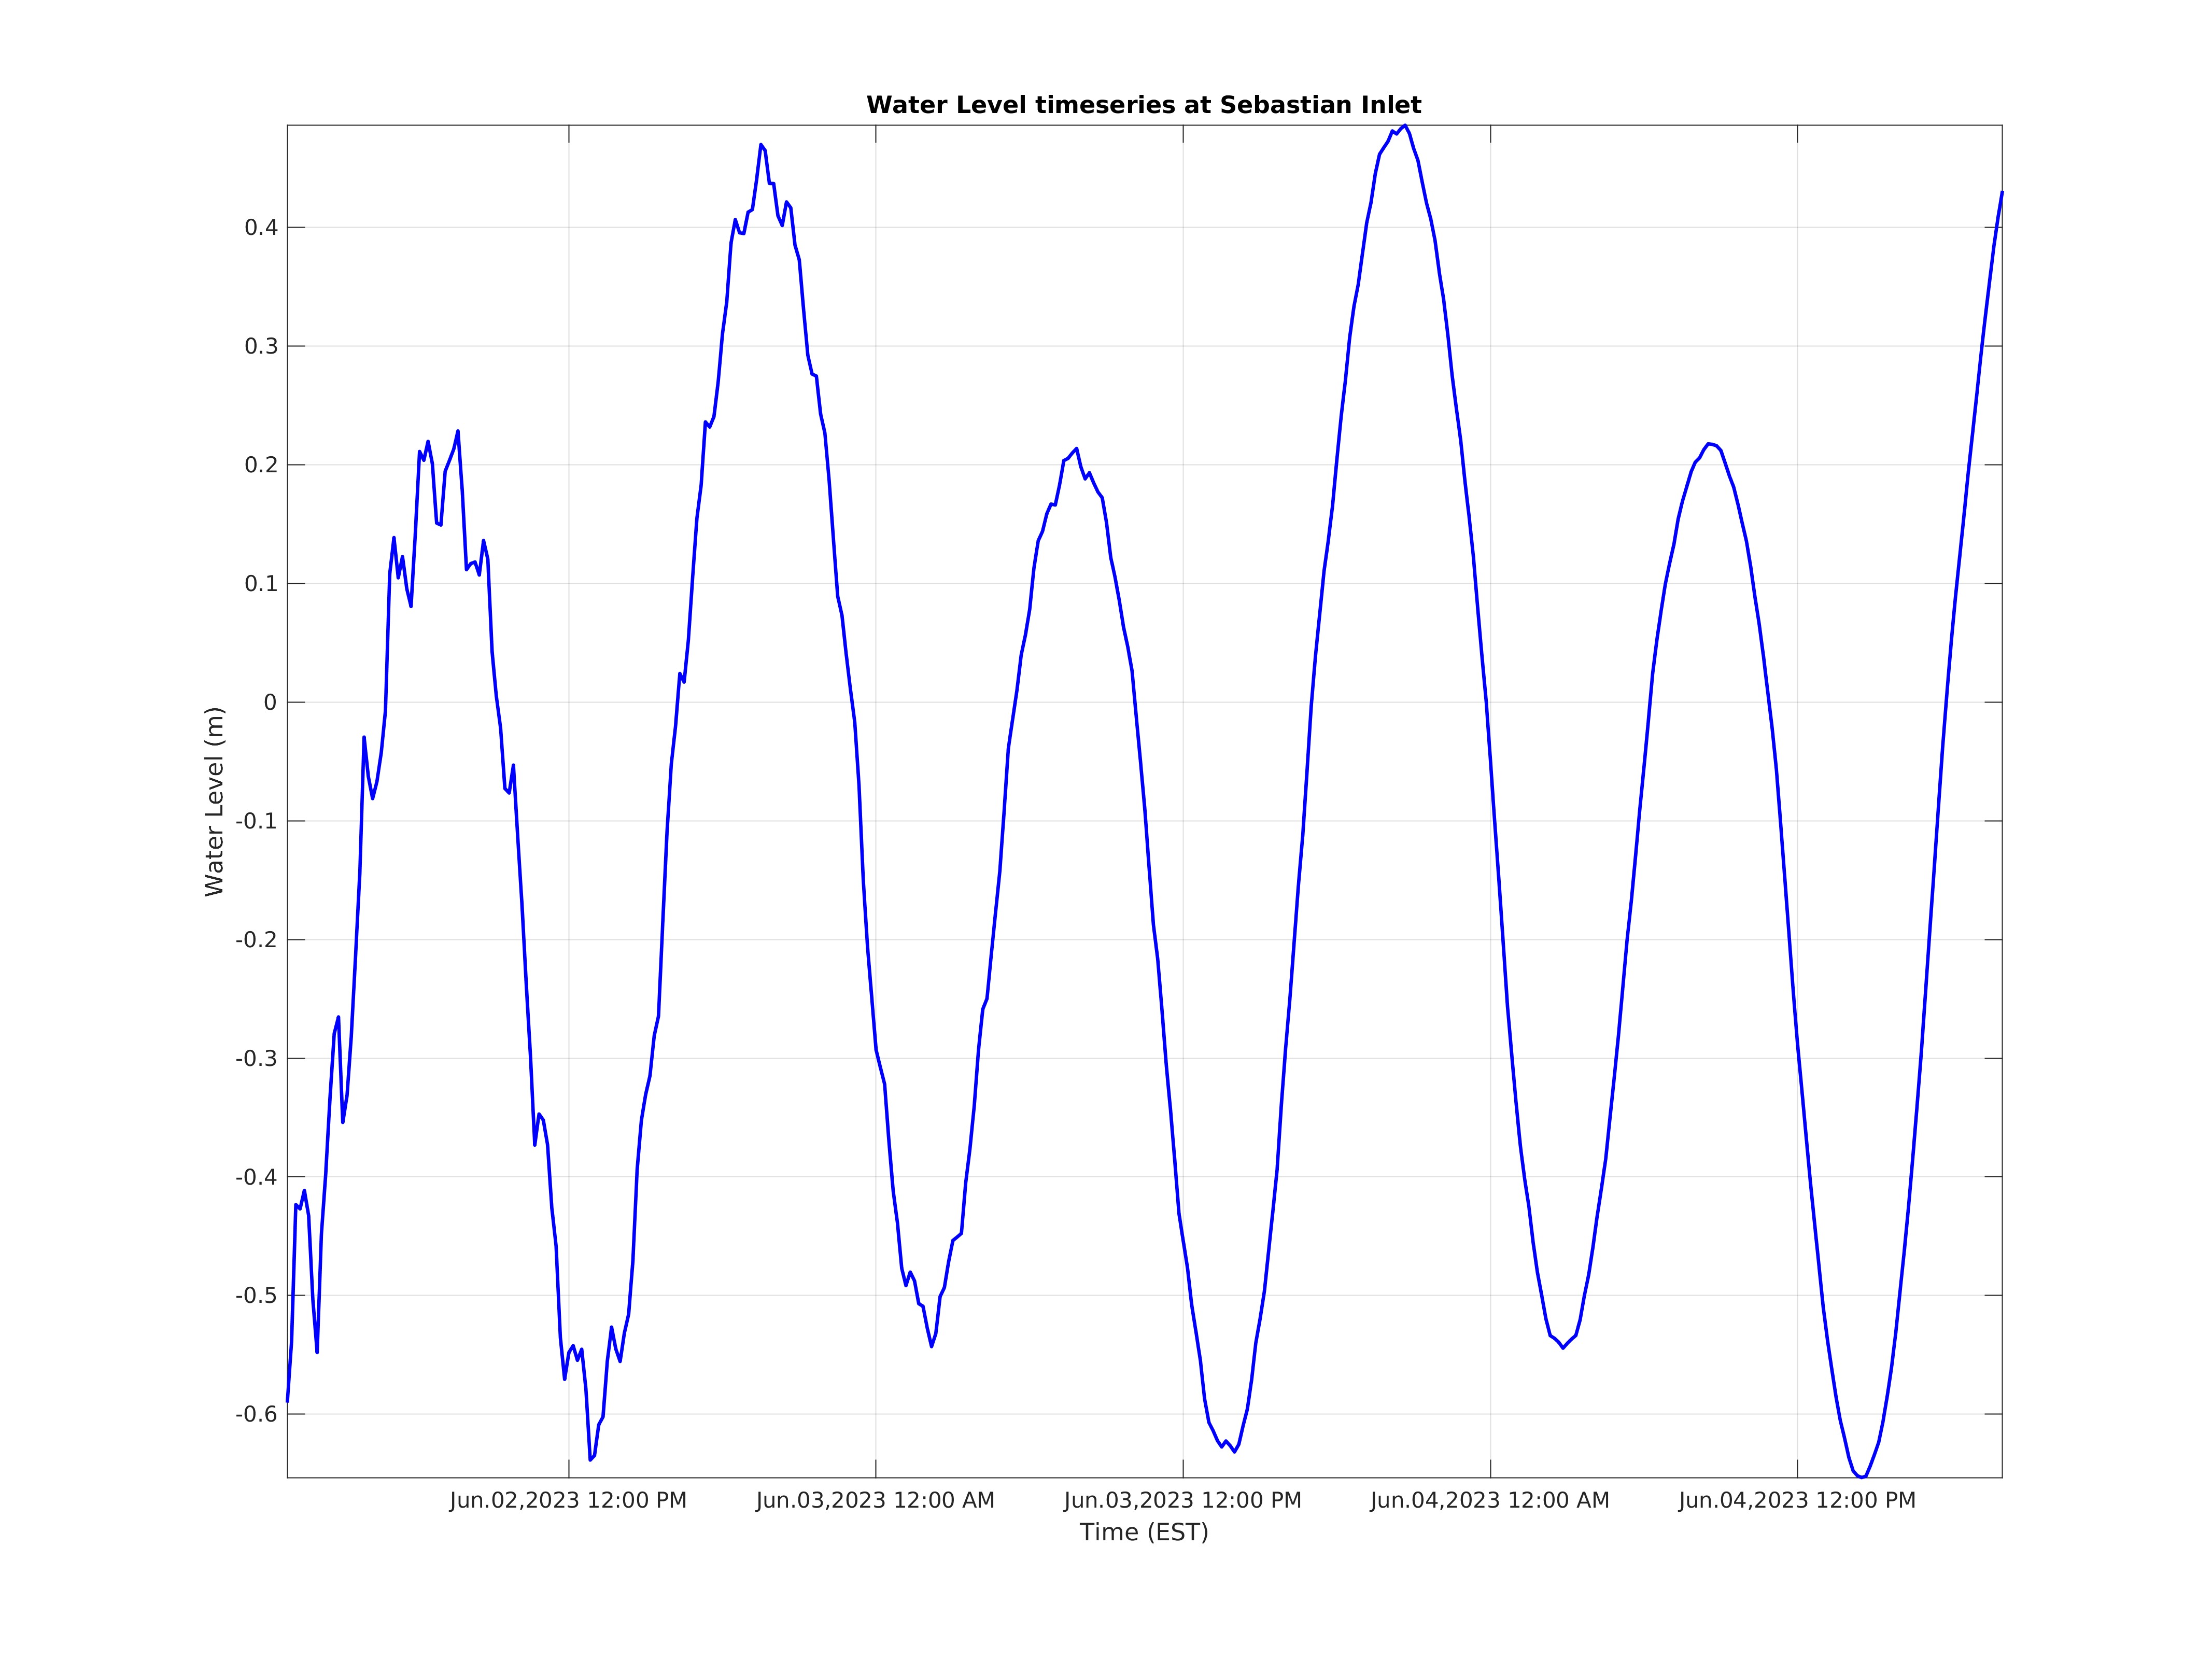 Water Level timeseries at Sebastian Inlet
0.4
0.3
0.2
0.1
0
-0.1
-0.2
-0.3
-0.4
-0.5
-0.6
Water Level (m)
Jun.02,2023 12:00 PM
Jun.03,2023 12:00 AM
Jun.03,2023 12:00 PM
Jun.04,2023 12:00 AM
Jun.04,2023 12:00 PM
Time (EST)